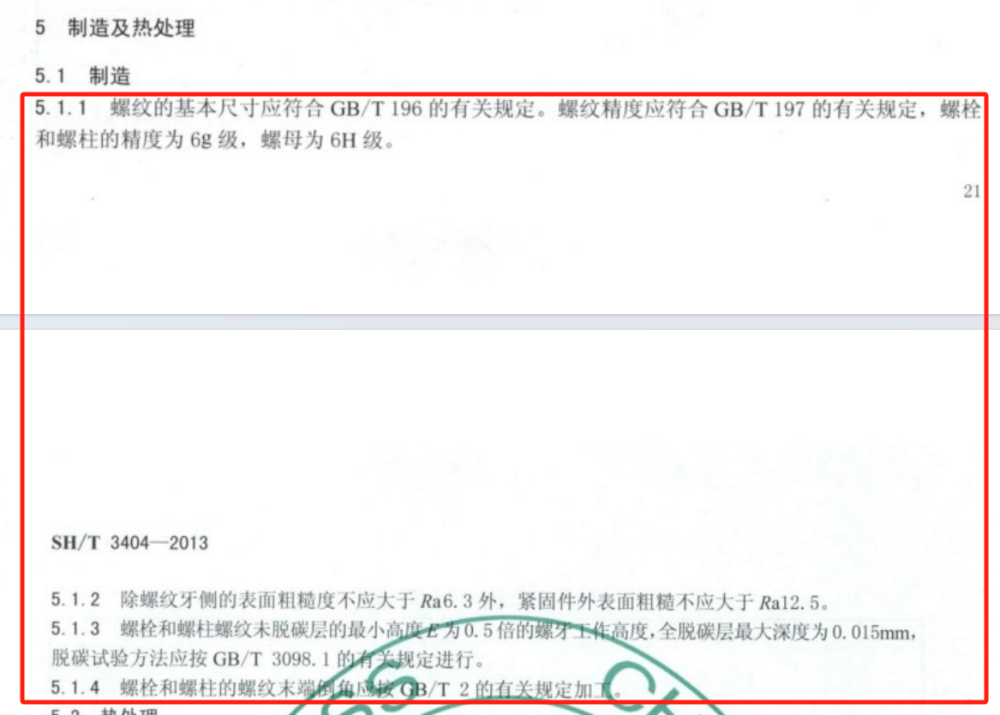 5 制造及热处理
5.1 制造
5.1.1 螺纹的基本尺寸应符合 GB/T 196 的有关规定。螺纹精度应符合 GB/T 197 的有关规定，螺栓
和螺柱的精度为 6g 级，螺母为 6H 级。
21
SH/T 3404—2013
5.1.2 除螺纹牙侧的表面粗糙度不应大于 Ra6.3 外，紧固件外表面粗糙不应大于 Ra12.5。
5.1.3 螺栓和螺柱螺纹未脱碳层的最小高度 E 为 0.5 倍的螺牙工作高度，全脱碳层最大深度为 0.015mm，
脱碳试验方法应按 GB/T 3098.1 的有关规定进行。
5.1.4 螺栓和螺柱的螺纹末端倒角应按 GB/T 2 的有关规定加工。
5.2 热处理